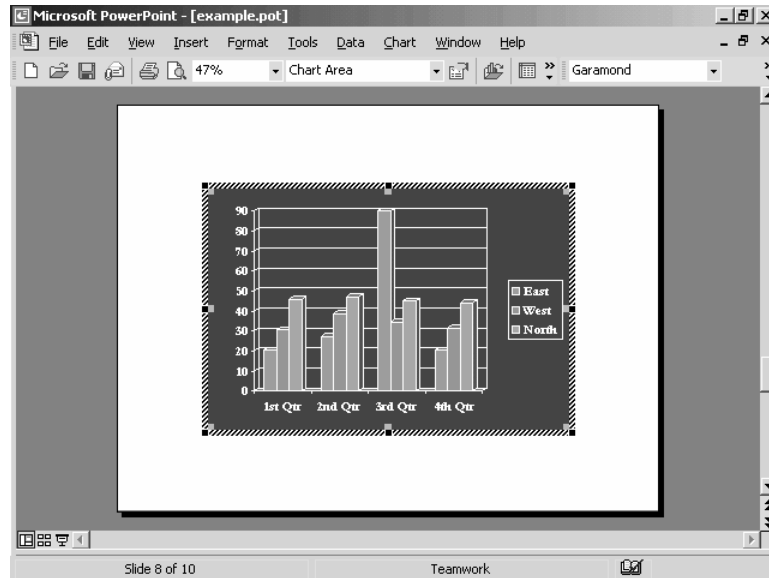 Microsoft PowerPoint - [example.pot]
File Edit View Insert Format Tools Data Chart Window Help
47% Chart Area Garamond
90
80
70
60
50
40
30
20
10
0
1st Qtr 2nd Qtr 3rd Qtr 4th Qtr
East
West
North
Slide 8 of 10 Teamwork